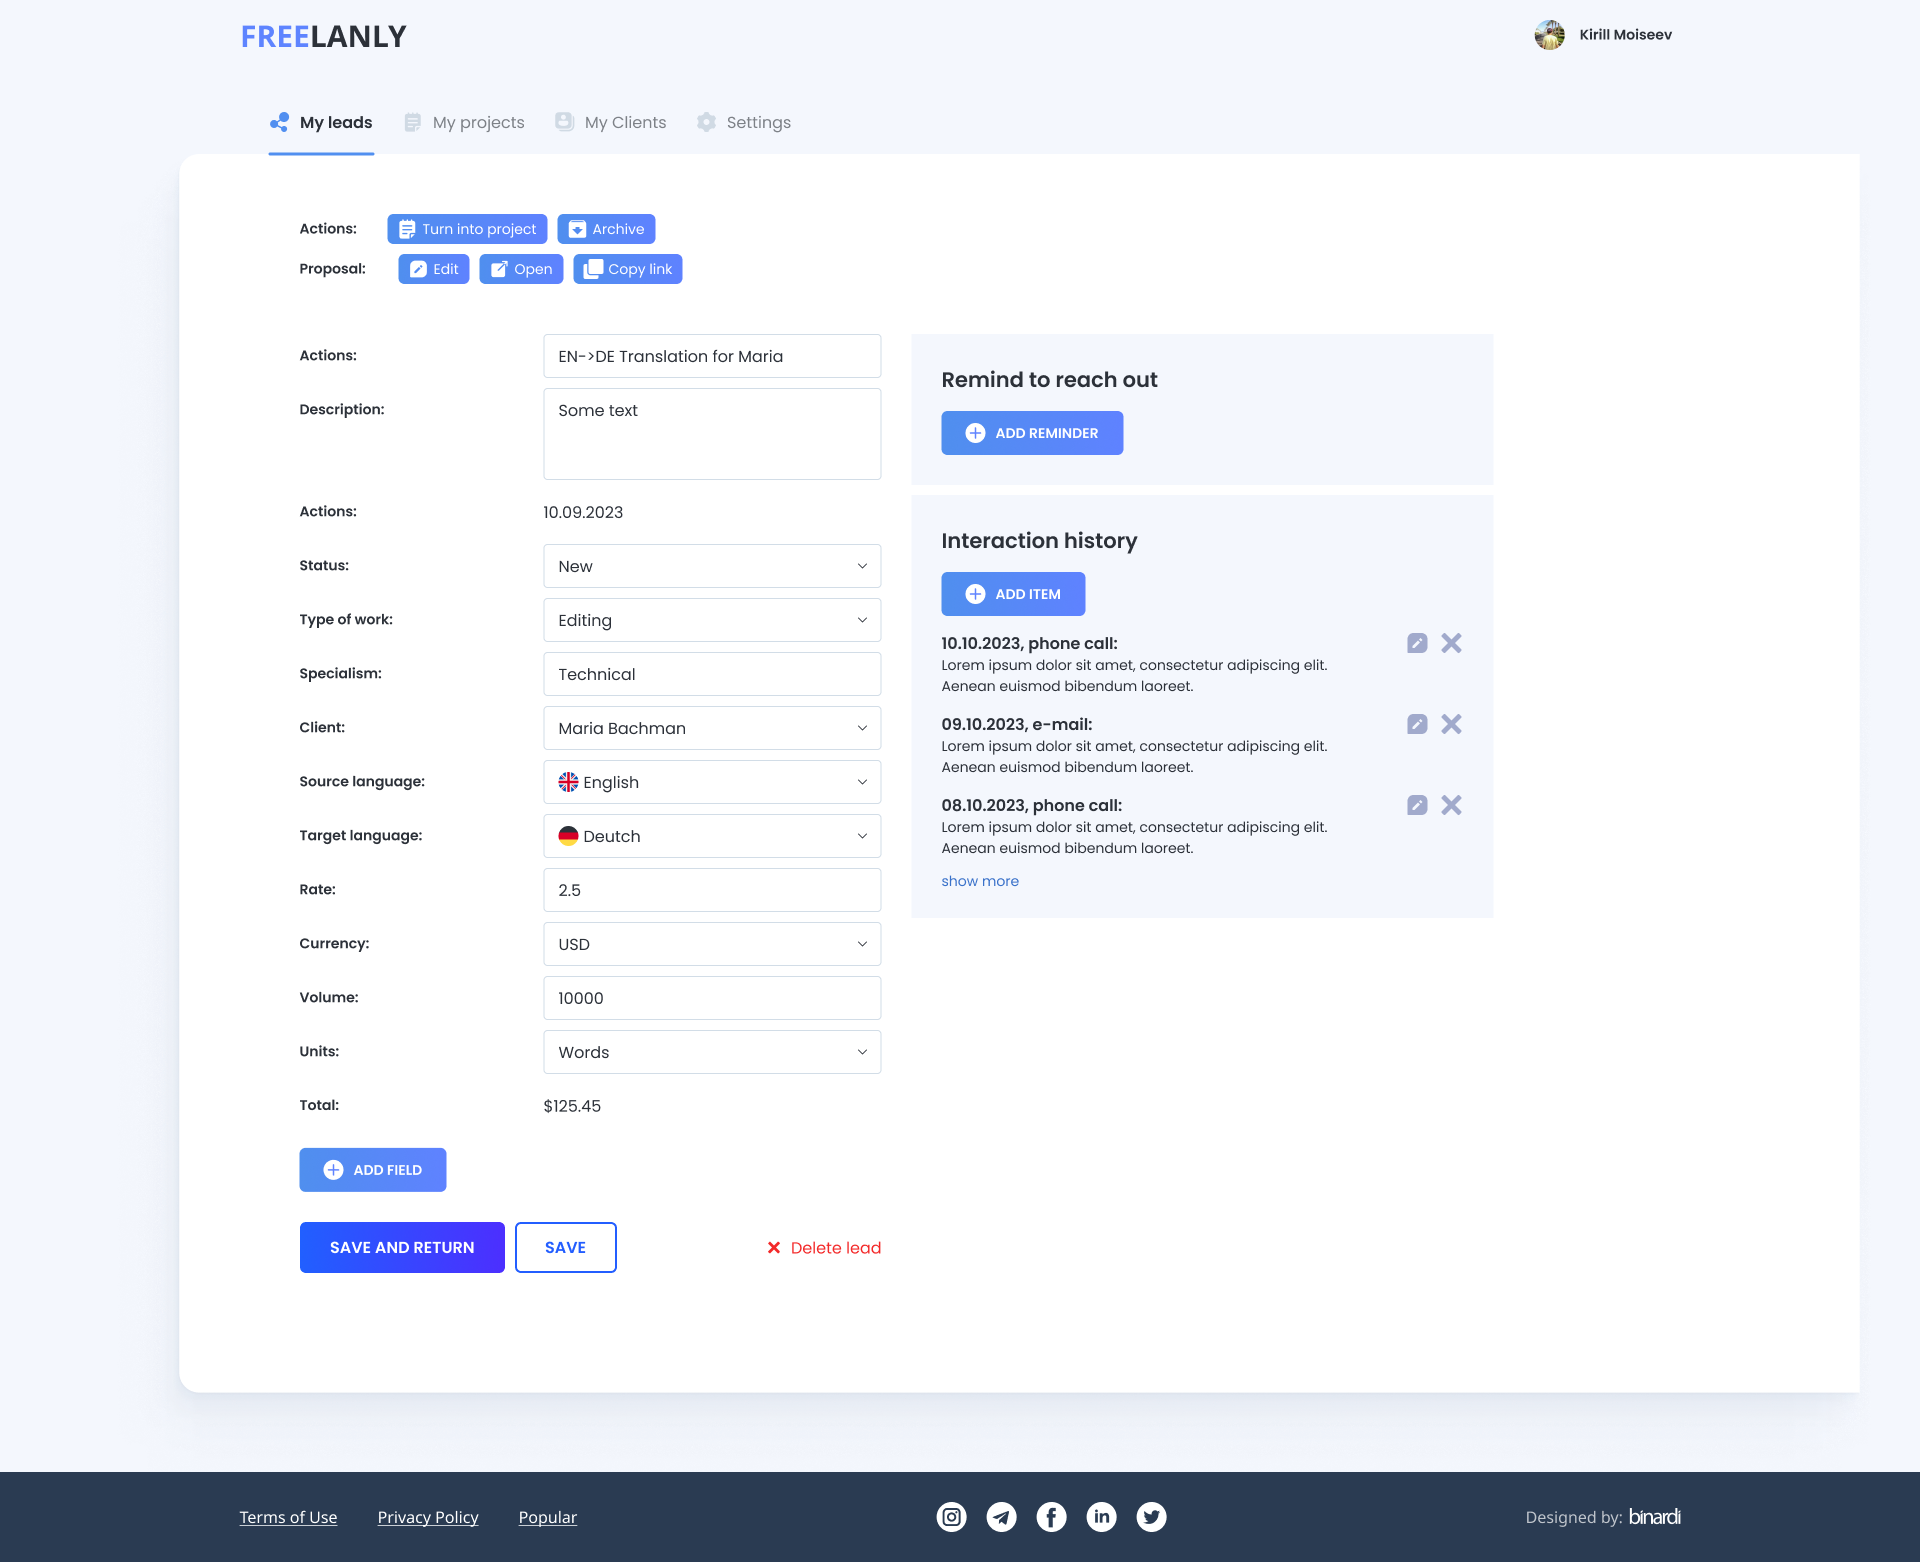 FREELANLY
Kirill Moiseev
My leads
My projects
My Clients
Settings
Actions:
Turn into project
Archive
Proposal:
Edit
Open
Copy link
Actions:
EN->DE Translation for Maria
Description:
Some text
Actions:
10.09.2023
Status:
New
Type of work:
Editing
Specialism:
Technical
Client:
Maria Bachman
Source language:
English
Target language:
Deutch
Rate:
2.5
Currency:
USD
Volume:
10000
Units:
Words
Total:
$125.45
ADD FIELD
SAVE AND RETURN
SAVE
Delete lead
Remind to reach out
ADD REMINDER
Interaction history
ADD ITEM
10.10.2023, phone call:
Lorem ipsum dolor sit amet, consectetur adipiscing elit.
Aenean euismod bibendum laoreet.
09.10.2023, e-mail:
Lorem ipsum dolor sit amet, consectetur adipiscing elit.
Aenean euismod bibendum laoreet.
08.10.2023, phone call:
Lorem ipsum dolor sit amet, consectetur adipiscing elit.
Aenean euismod bibendum laoreet.
show more
Terms of Use
Privacy Policy
Popular
Designed by: binardi